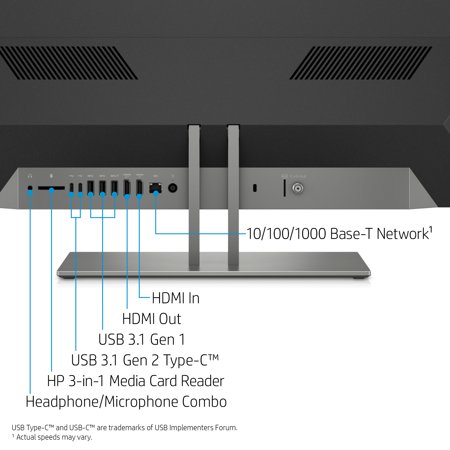 10/100/1000 Base-T Network¹
HDMI In
HDMI Out
USB 3.1 Gen 1
USB 3.1 Gen 2 Type-C™
HP 3-in-1 Media Card Reader
Headphone/Microphone Combo
USB Type-C™ and USB-C™ are trademarks of USB Implementers Forum.
¹ Actual speeds may vary.